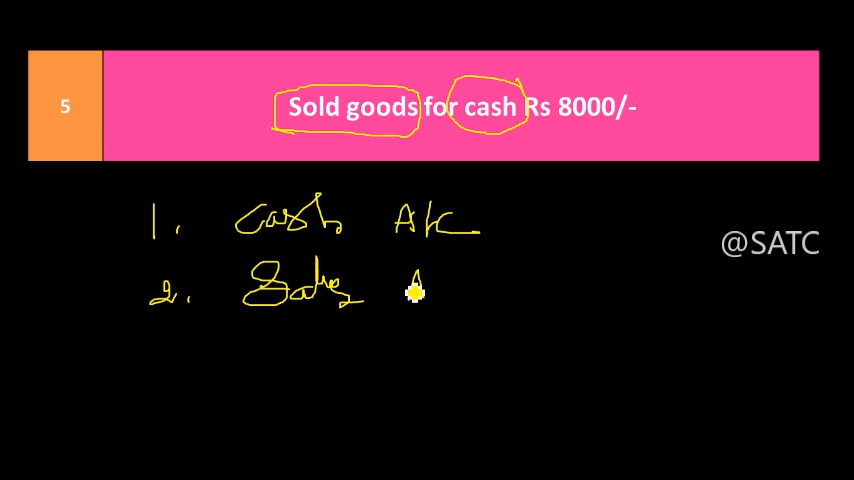 5
Sold goods for cash Rs 8000/-
1. Cash A/C
@SATC
2. Sales A